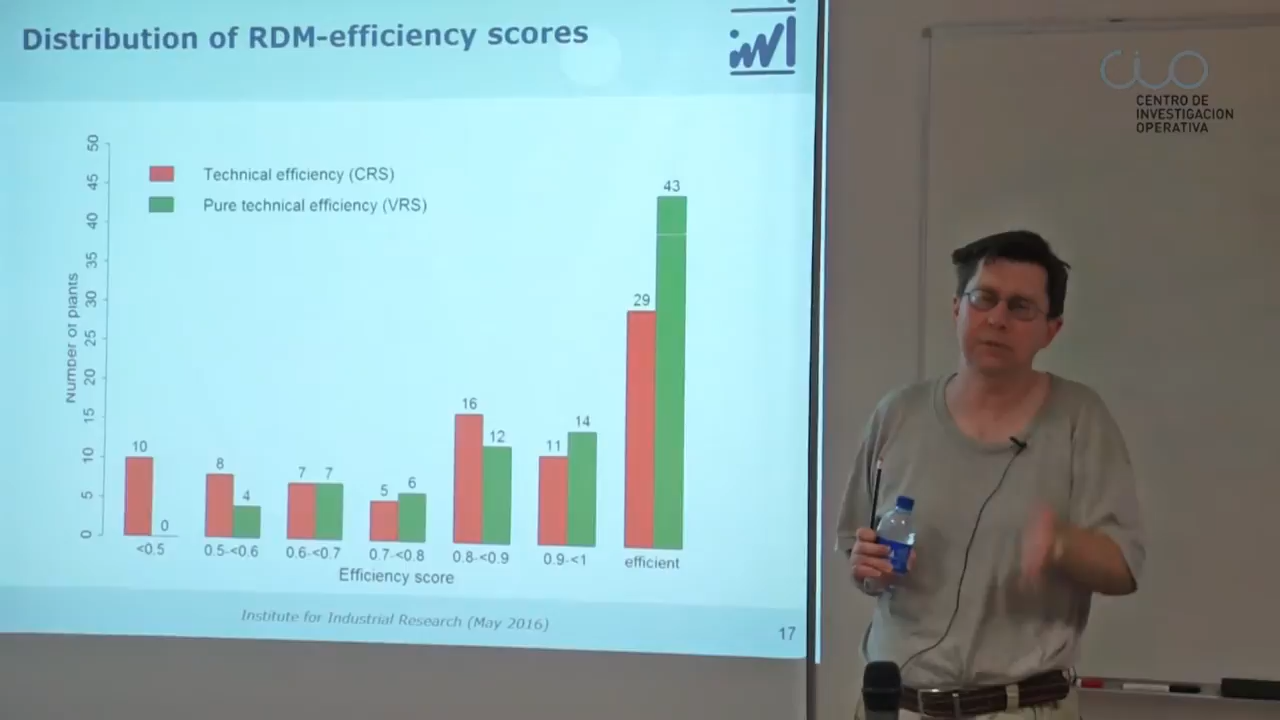 Distribution of RDM-efficiency scores
iwl
CIO
CENTRO DE
INVESTIGACION
OPERATIVA
Technical efficiency (CRS)
Pure technical efficiency (VRS)
Number of plants
50
45
40
35
30
25
20
15
10
5
0
10
0
8
4
7
7
5
6
16
12
11
14
29
43
<0.5
0.5-<0.6
0.6-<0.7
0.7-<0.8
0.8-<0.9
0.9-<1
efficient
Efficiency score
Institute for Industrial Research (May 2016)
17